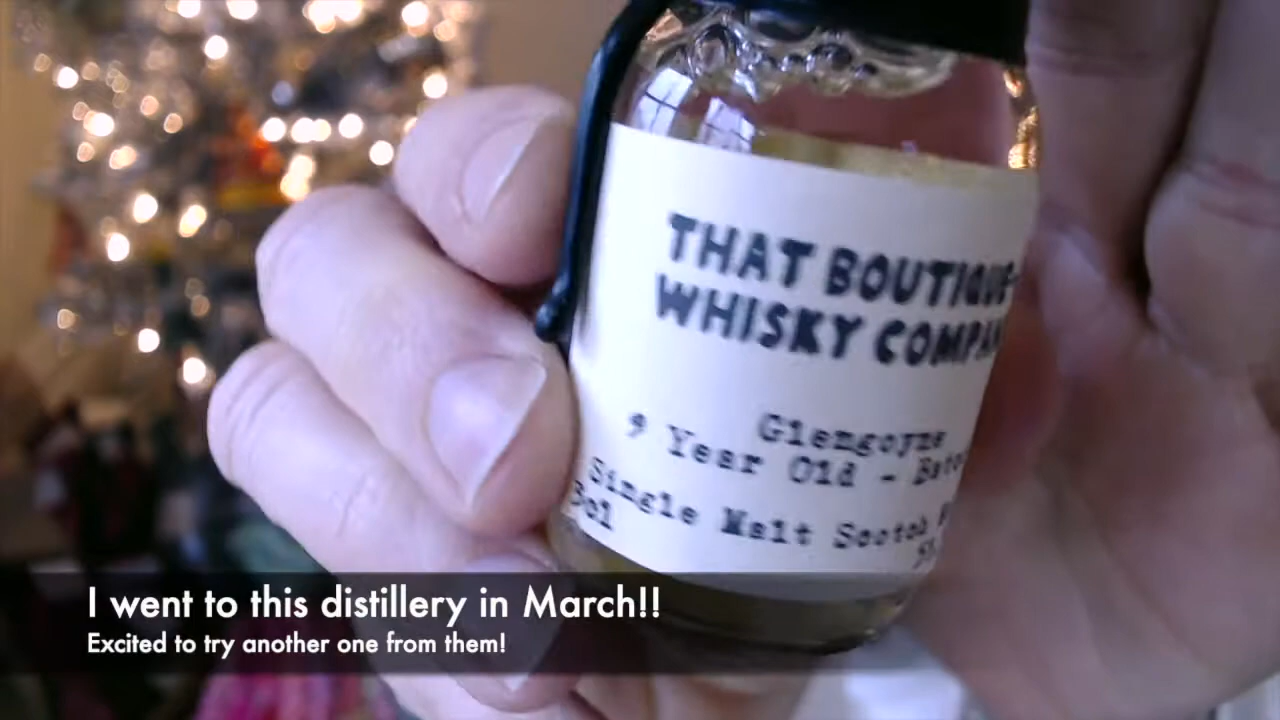 THAT BOUTIQUE-
WHISKY COMPAN
Glengoyne
9 Year Old - Batc
Single Malt Scotch
I went to this distillery in March!!
Excited to try another one from them!